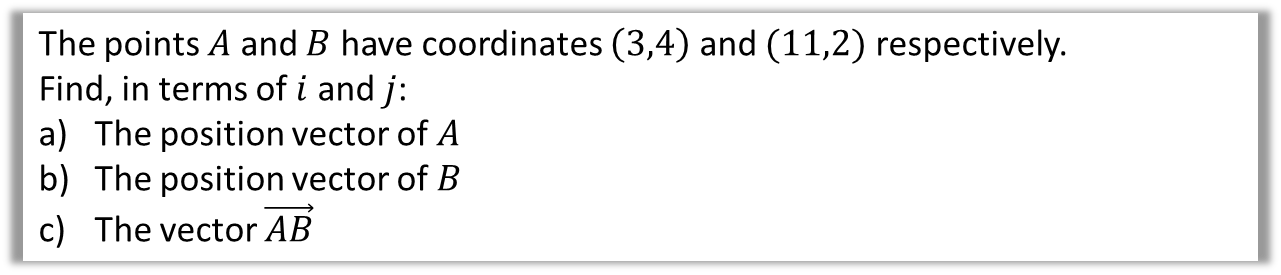 The points A and B have coordinates (3,4) and (11,2) respectively.
Find, in terms of i and j:
a) The position vector of A
b) The position vector of B
c) The vector \overrightarrow{AB}